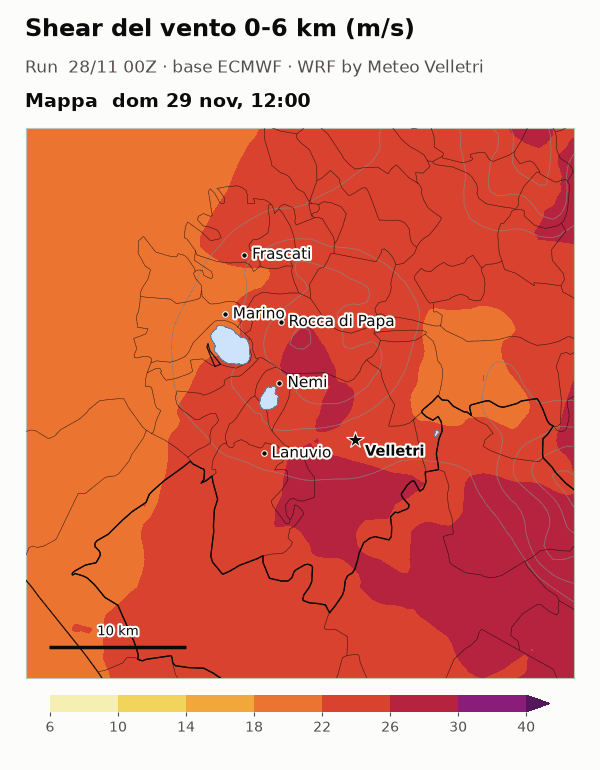 Shear del vento 0-6 km (m/s)
Run  28/11 00Z · base ECMWF · WRF by Meteo Velletri
Mappa  dom 29 nov, 12:00
Frascati
Marino
Rocca di Papa
Nemi
Velletri
Lanuvio
10 km
6 10 14 18 22 26 30 40